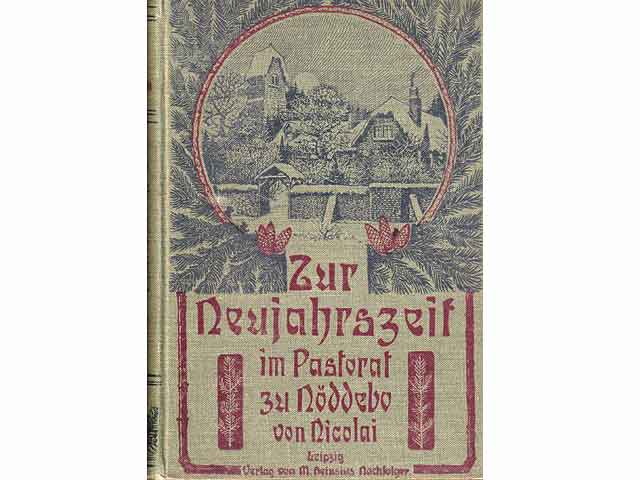 Zur
Neujahrszeit
im Pastorat
zu Nöddebo
von Nicolai
Leipzig
Verlag von M. Heinsius Nachfolger.